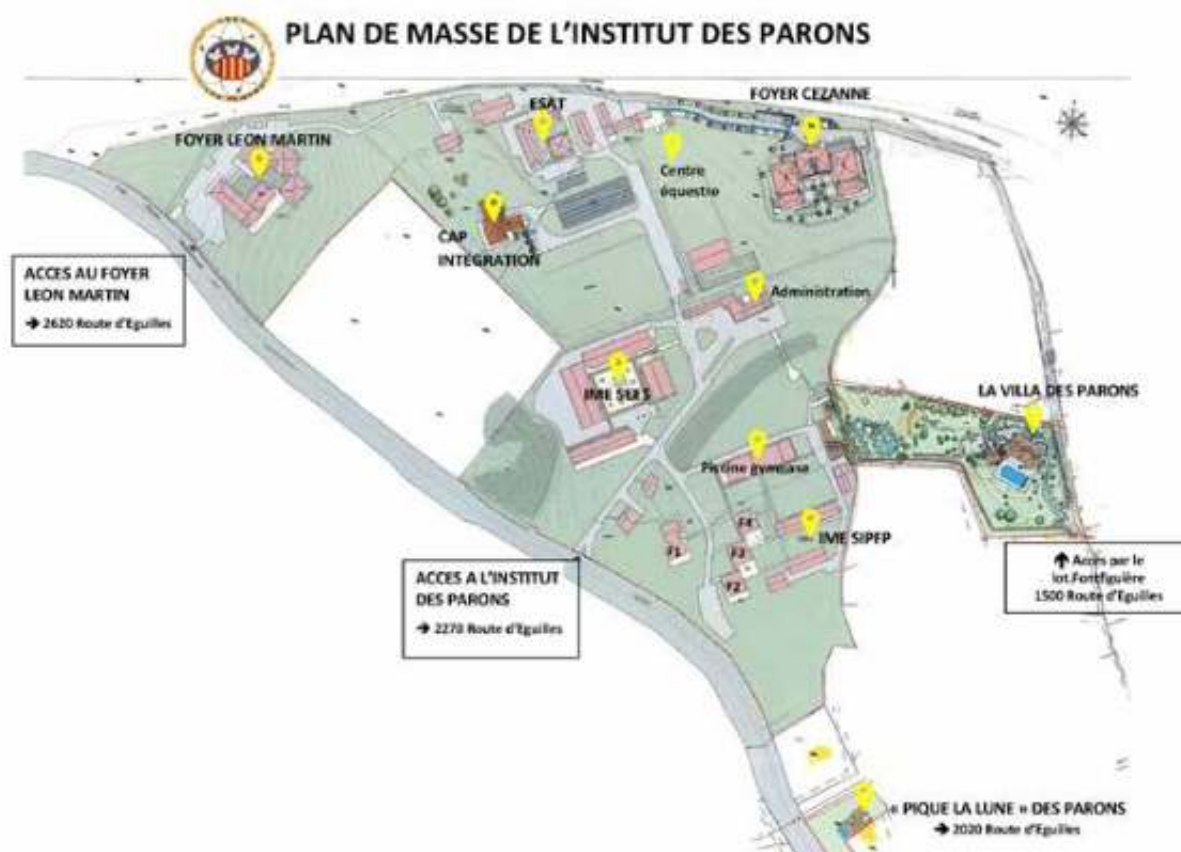 PLAN DE MASSE DE L'INSTITUT DES PARONS
ESAT
FOYER CEZANNE
FOYER LEON MARTIN
Centre
équestre
CAP
INTÉGRATION
ACCES AU FOYER
LEON MARTIN
→ 2620 Route d'Eguilles
Administration
IME SEES
LA VILLA DES PARONS
Piscine gymnase
F4
IME SIPFP
F1
F3
F2
↑ Accès par le
lot.Fontfiguière
1500 Route d'Eguilles
ACCES A L'INSTITUT
DES PARONS
→ 2270 Route d'Eguilles
« PIQUE LA LUNE » DES PARONS
→ 2020 Route d'Eguilles